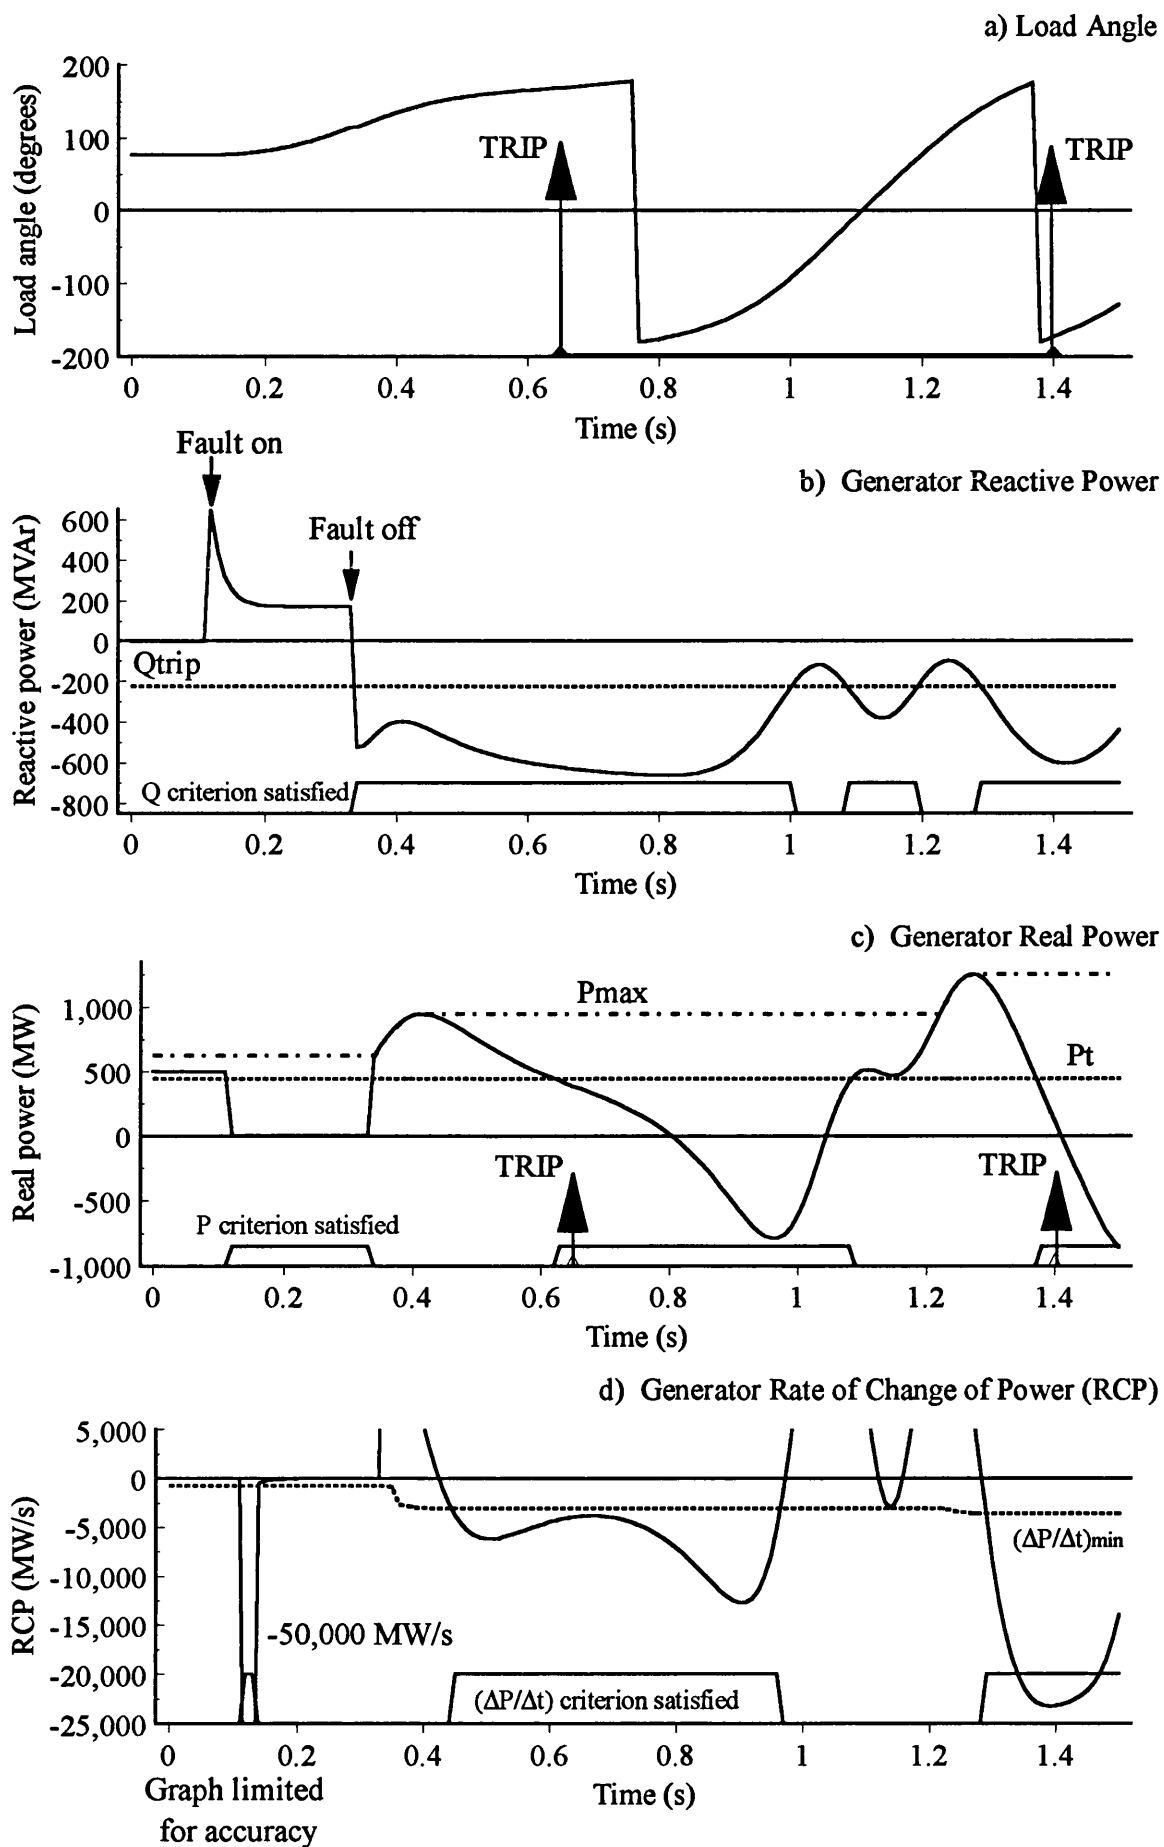 a) Load Angle
Load angle (degrees)
200
100
0
-100
-200
TRIP
TRIP
0 0.2 0.4 0.6 0.8 1 1.2 1.4
Time (s)
Fault on
Fault off
b) Generator Reactive Power
Reactive power (MVAr)
600
400
200
0
-200
-400
-600
-800
Qtrip
Q criterion satisfied
0 0.2 0.4 0.6 0.8 1 1.2 1.4
Time (s)
c) Generator Real Power
Real power (MW)
1,000
500
0
-500
-1,000
Pmax
Pt
TRIP
TRIP
P criterion satisfied
0 0.2 0.4 0.6 0.8 1 1.2 1.4
Time (s)
d) Generator Rate of Change of Power (RCP)
RCP (MW/s)
5,000
0
-5,000
-10,000
-15,000
-20,000
-25,000
(ΔP/Δt)min
-50,000 MW/s
(ΔP/Δt) criterion satisfied
0 0.2 0.4 0.6 0.8 1 1.2 1.4
Time (s)
Graph limited
for accuracy